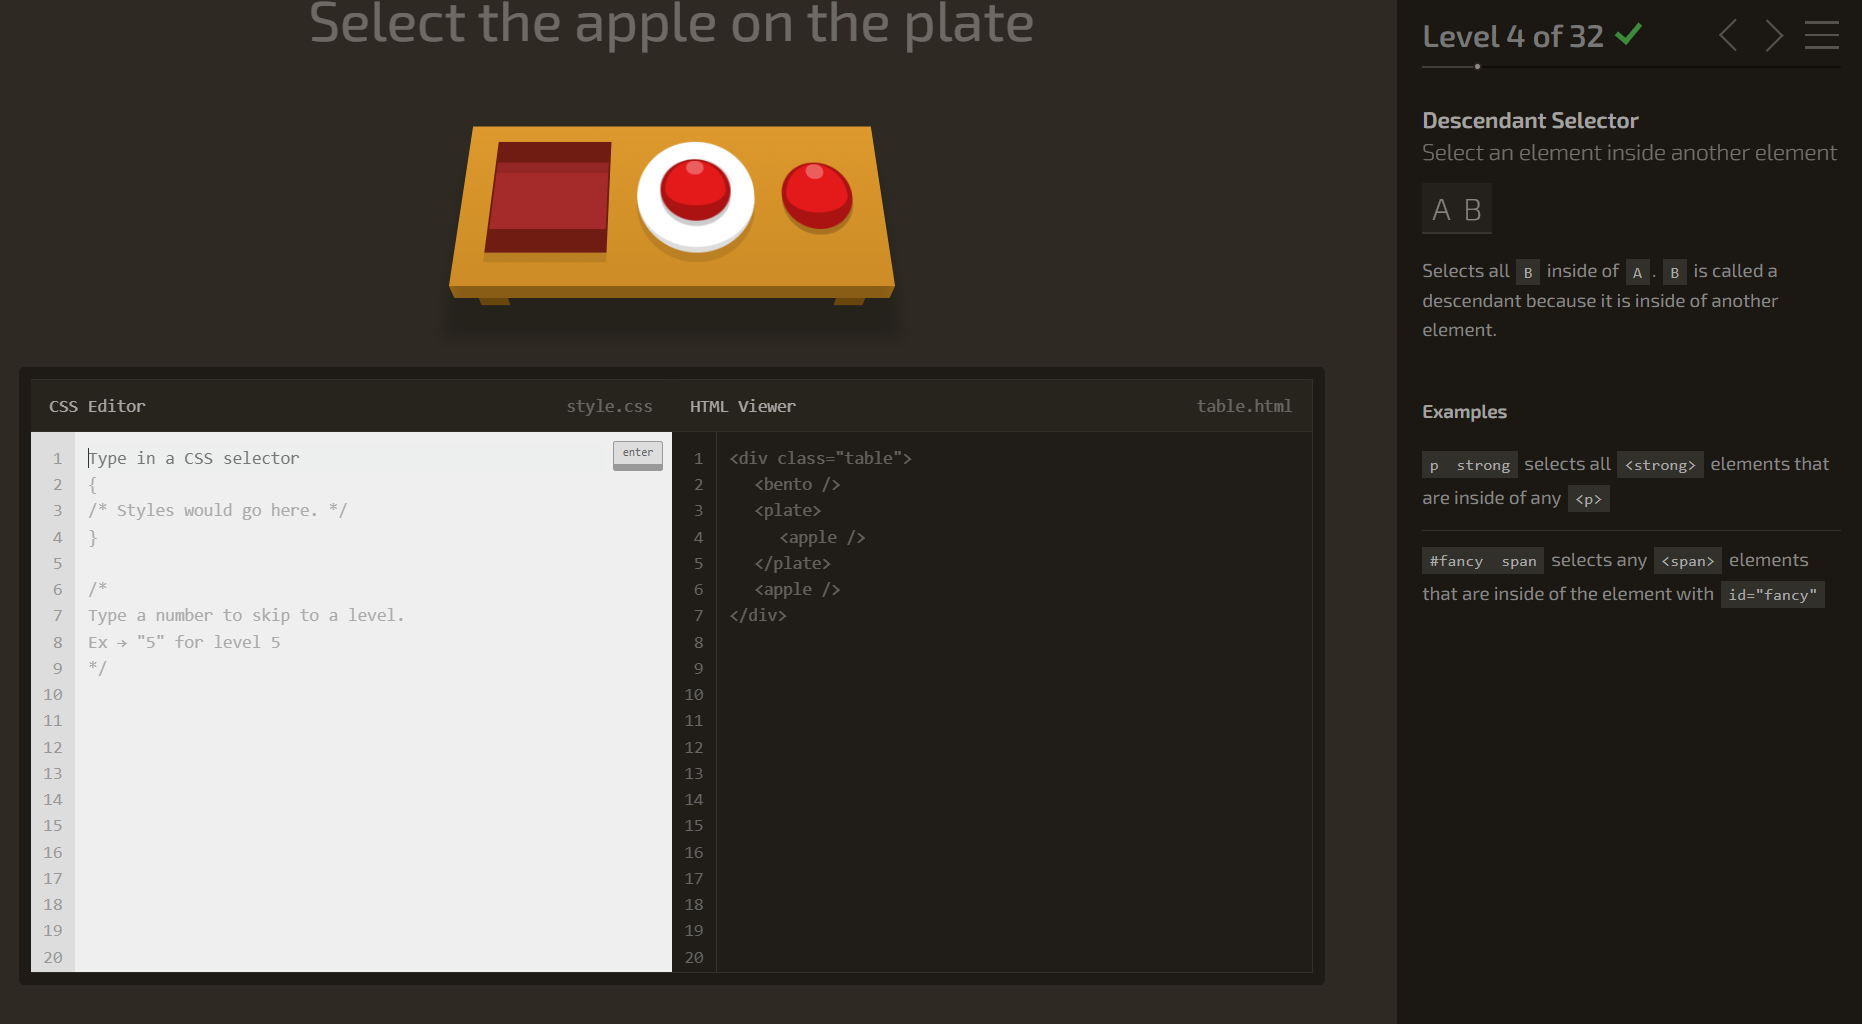 Select the apple on the plate
CSS Editor style.css
1 Type in a CSS selector enter
2 {
3 /* Styles would go here. */
4 }
5
6 /*
7 Type a number to skip to a level.
8 Ex → "5" for level 5
9 */
10
11
12
13
14
15
16
17
18
19
20
HTML Viewer table.html
1 <div class="table">
2 <bento />
3 <plate>
4 <apple />
5 </plate>
6 <apple />
7 </div>
8
9
10
11
12
13
14
15
16
17
18
19
20
Level 4 of 32
Descendant Selector
Select an element inside another element
A B
Selects all B inside of A . B is called a
descendant because it is inside of another
element.
Examples
p strong selects all <strong> elements that
are inside of any <p>
#fancy span selects any <span> elements
that are inside of the element with id="fancy"